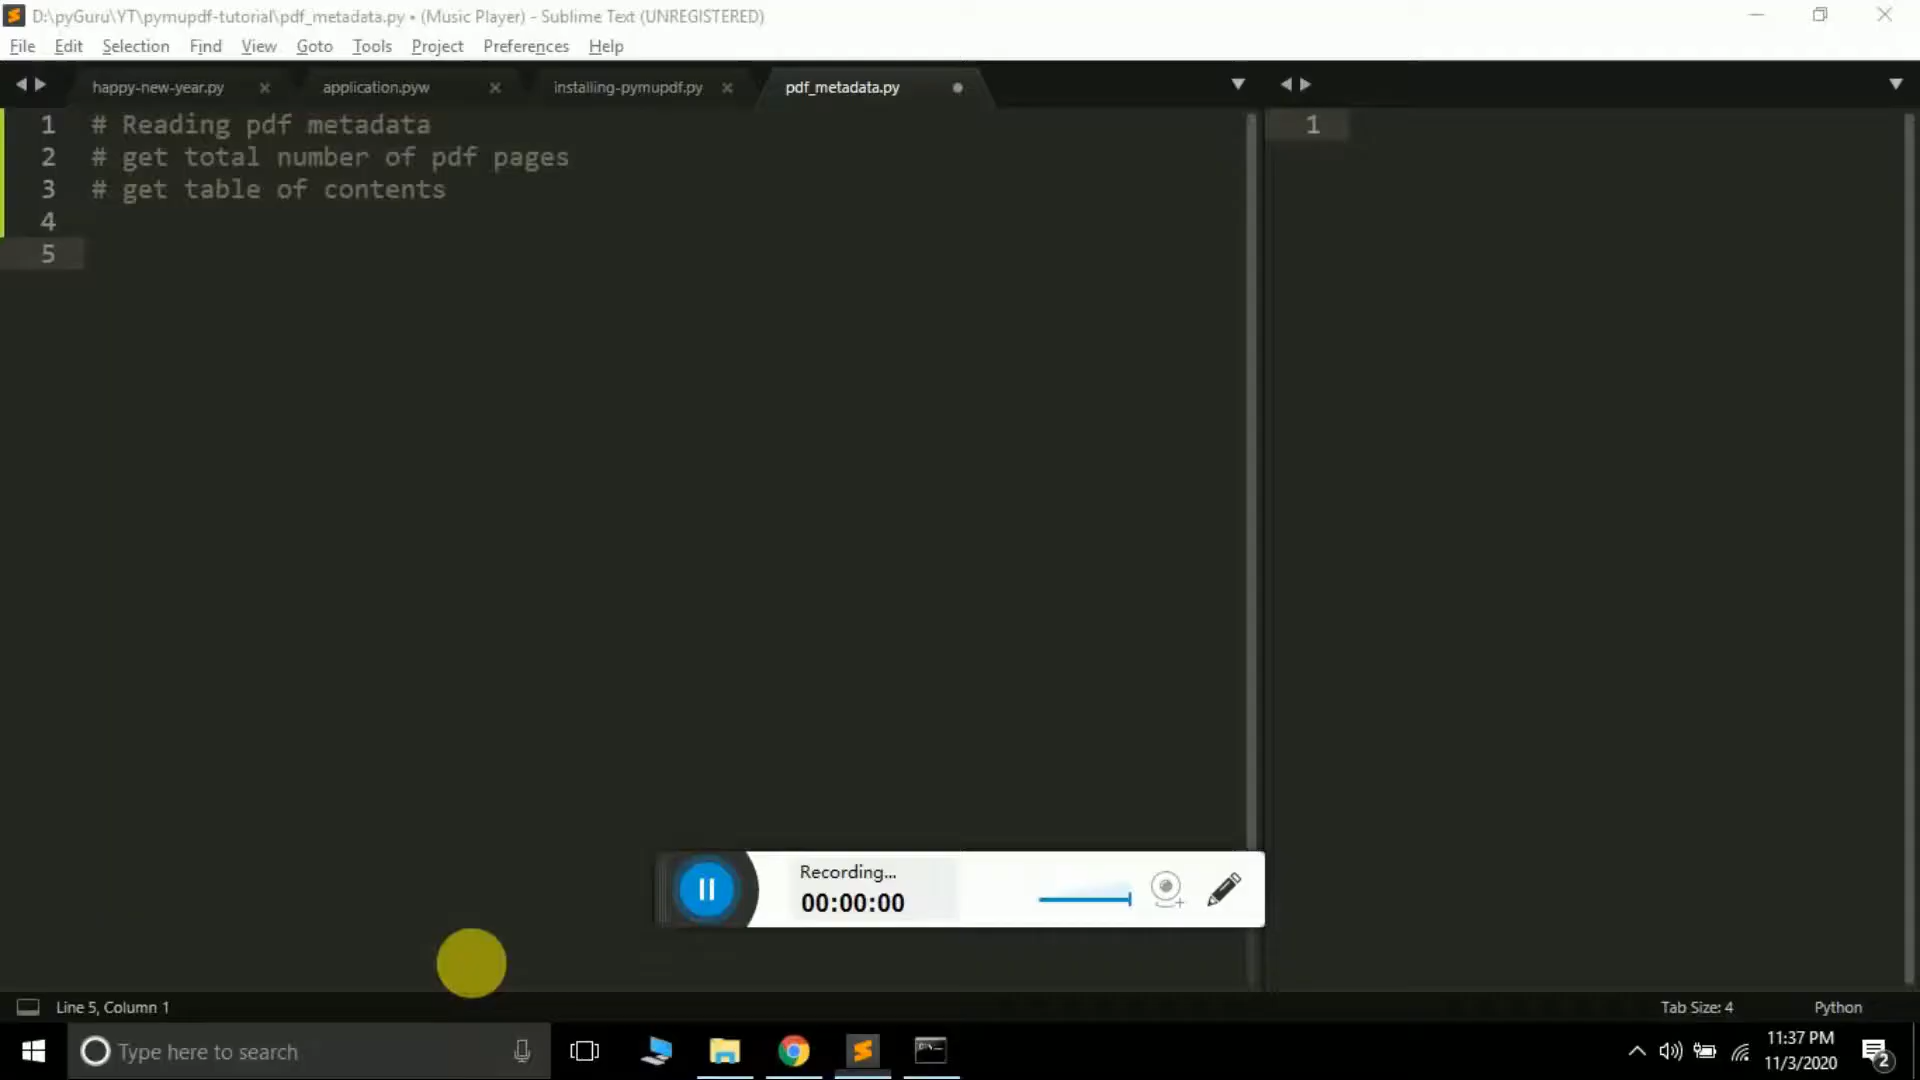 D:\pyGuru\YT\pymupdf-tutorial\pdf_metadata.py • (Music Player) - Sublime Text (UNREGISTERED)
File Edit Selection Find View Goto Tools Project Preferences Help
happy-new-year.py application.pyw installing-pymupdf.py pdf_metadata.py
1 # Reading pdf metadata
2 # get total number of pdf pages
3 # get table of contents
4
5
1
Recording...
00:00:00
Line 5, Column 1 Tab Size: 4 Python
Type here to search
11:37 PM
11/3/2020
2